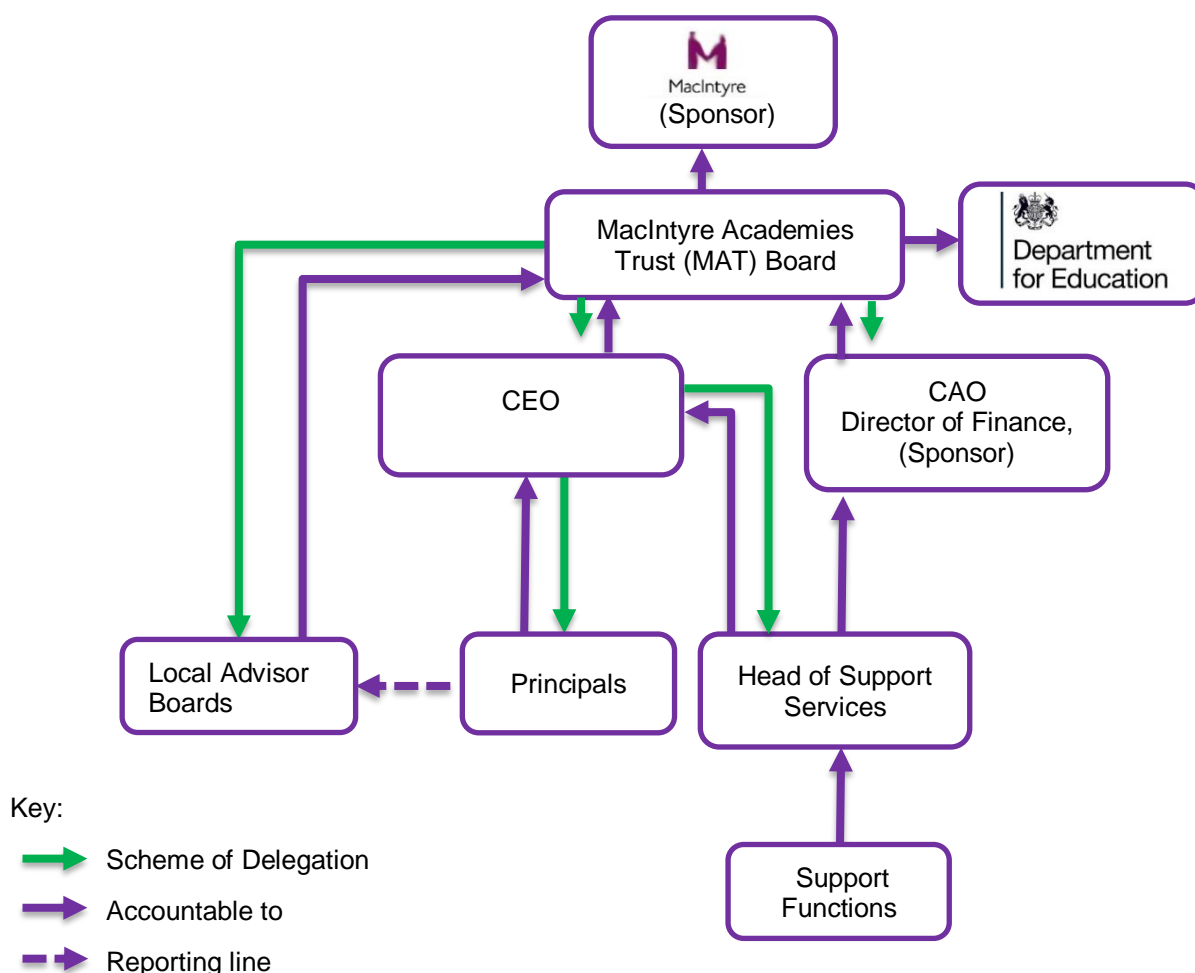 MacIntyre
(Sponsor)
MacIntyre Academies
Trust (MAT) Board
Department
for Education
CEO
CAO
Director of Finance,
(Sponsor)
Local Advisor
Boards
Principals
Head of Support
Services
Support
Functions
Key:
Scheme of Delegation
Accountable to
Reporting line